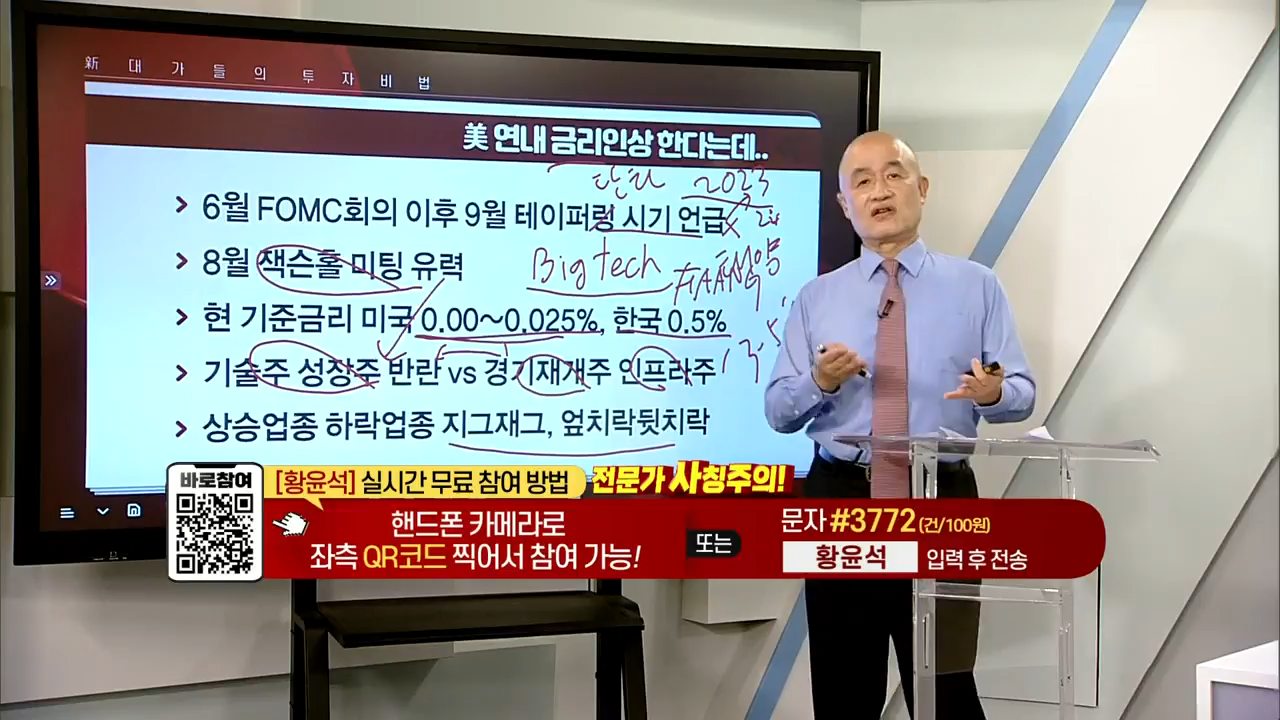 新 대 가 들 의 투 자 비 법
美 연내 금리인상 한다는데..
2023
> 6월 FOMC회의 이후 9월 테이퍼링 시기 언급
> 8월 잭슨홀 미팅 유력
Big tech
> 현 기준금리 미국 0.00~0.025%, 한국 0.5%
> 기술주 성장주 반란 vs 경기재개주 인프라주
> 상승업종 하락업종 지그재그, 엎치락뒷치락
바로참여
[황윤석] 실시간 무료 참여 방법
전문가 사칭주의!
핸드폰 카메라로
좌측 QR코드 찍어서 참여 가능!
또는
문자 #3772 (건/100원)
황윤석 입력 후 전송